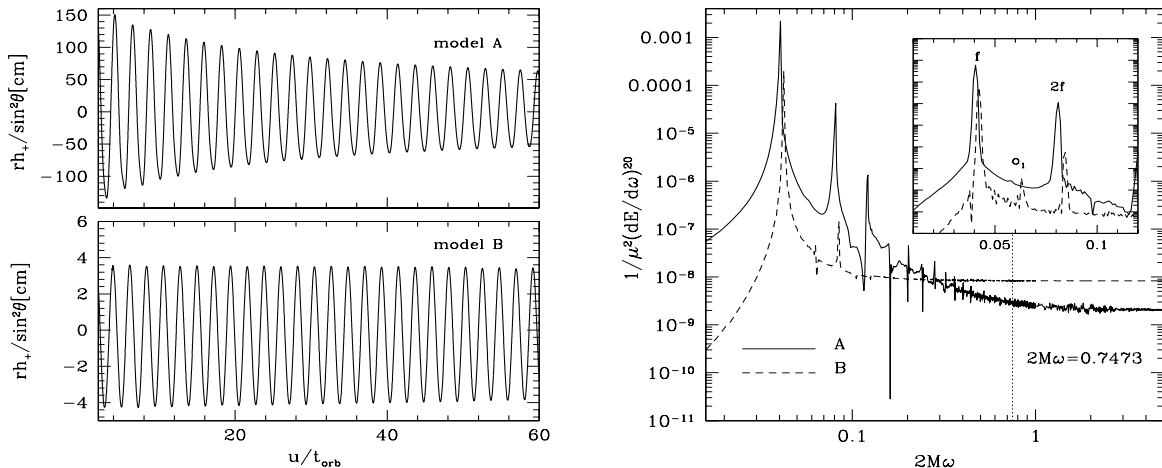 150
100
50
0
−50
−100
rh₊/sin²θ[cm]
model A
6
4
2
0
−2
−4
rh₊/sin²θ[cm]
model B
20
40
60
u/t_orb
0.001
0.0001
10⁻⁵
10⁻⁶
10⁻⁷
10⁻⁸
10⁻⁹
10⁻¹⁰
10⁻¹¹
1/μ²(dE/dω)²⁰
f
2f
o₁
0.05
0.1
A
B
2Mω=0.7473
0.1
1
2Mω